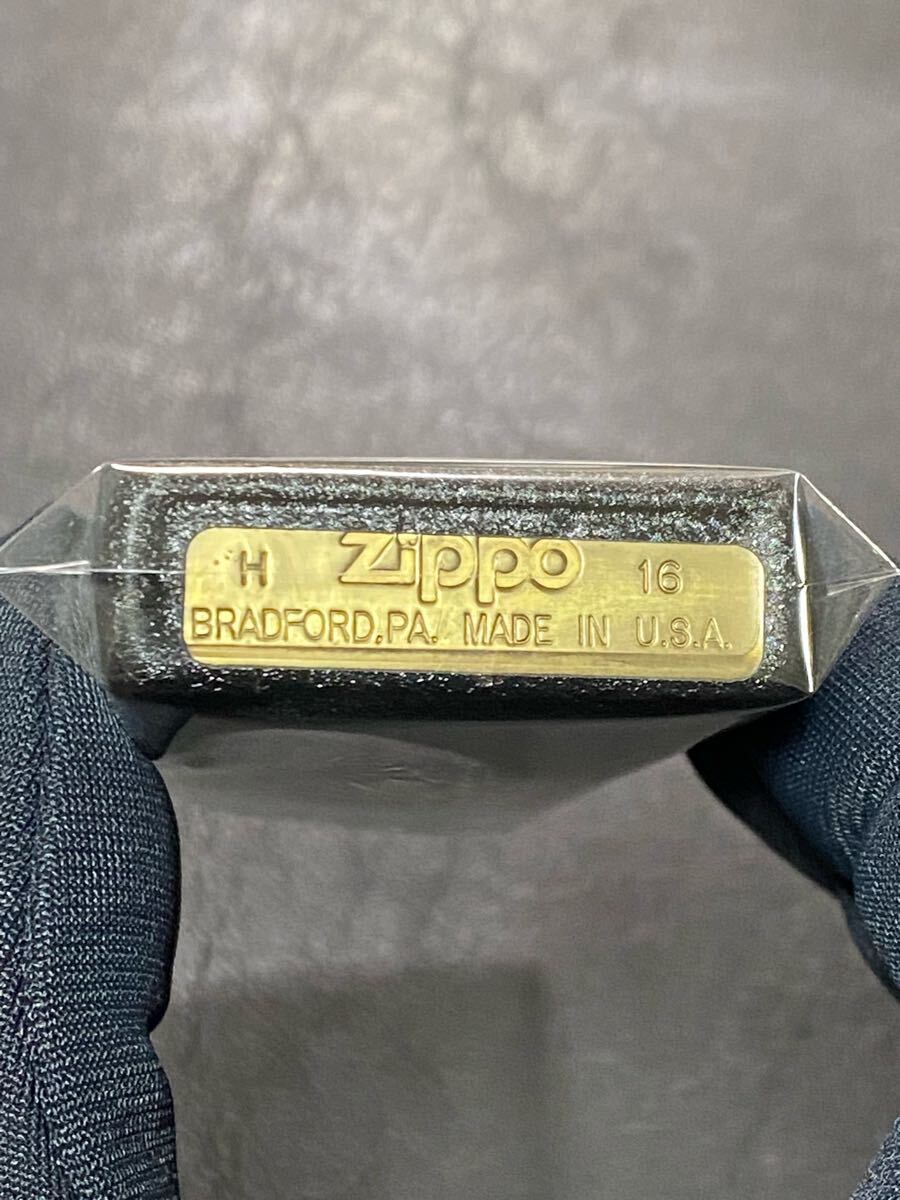 H Zippo 16
BRADFORD,PA. MADE IN U.S.A.